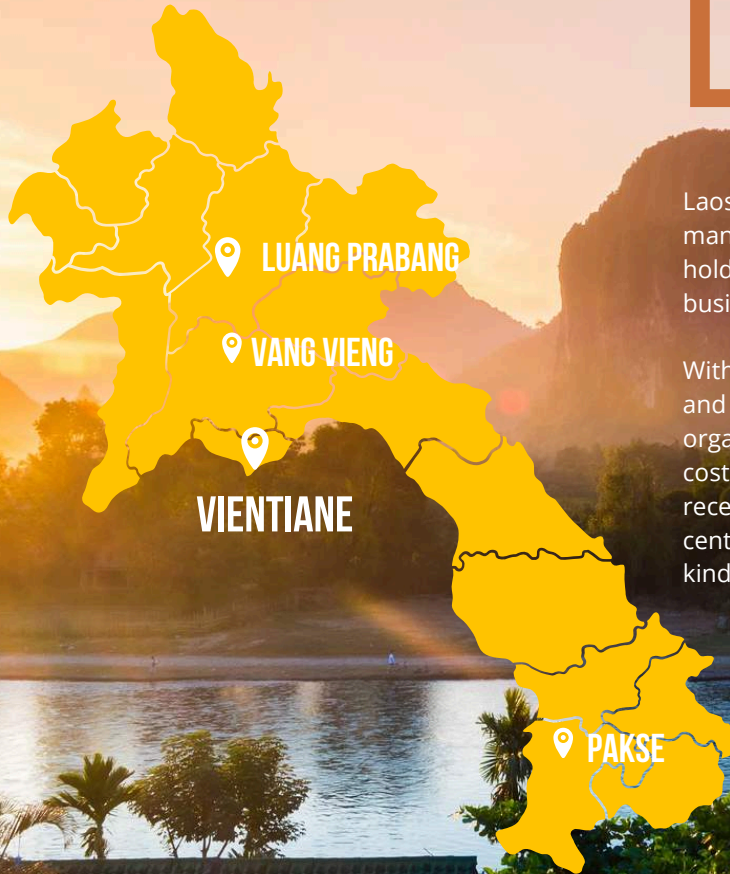 LUANG PRABANG
VANG VIENG
VIENTIANE
PAKSE
Laos
man
hold
busi
With
and
orga
cost
rece
cent
kind